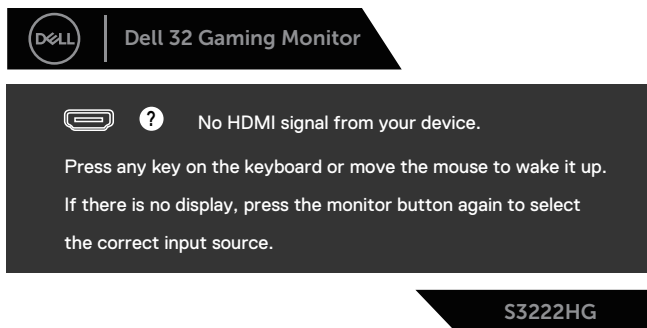 DELL
Dell 32 Gaming Monitor
? No HDMI signal from your device.
Press any key on the keyboard or move the mouse to wake it up.
If there is no display, press the monitor button again to select
the correct input source.
S3222HG